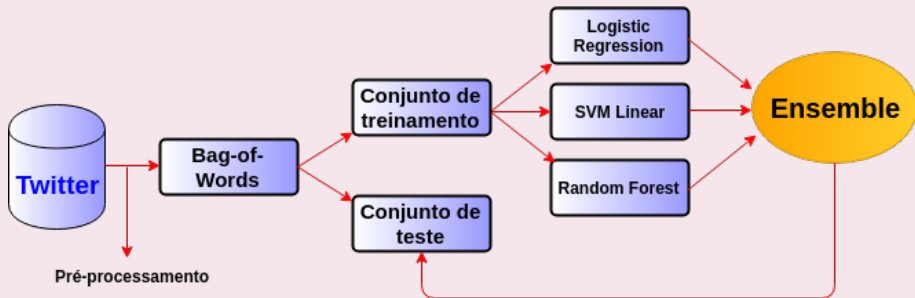 Twitter
Pré-processamento
Bag-of-
Words
Conjunto de
treinamento
Conjunto de
teste
Logistic
Regression
SVM Linear
Random Forest
Ensemble